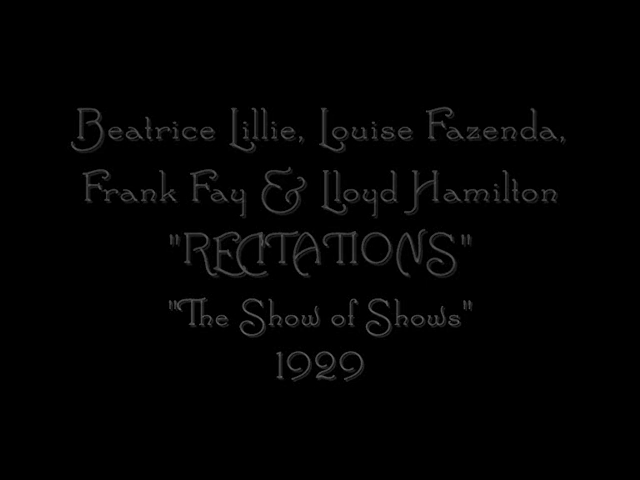 Beatrice Lillie, Louise Fazenda,
Frank Fay & Lloyd Hamilton
"RECITATIONS"
"The Show of Shows"
1929